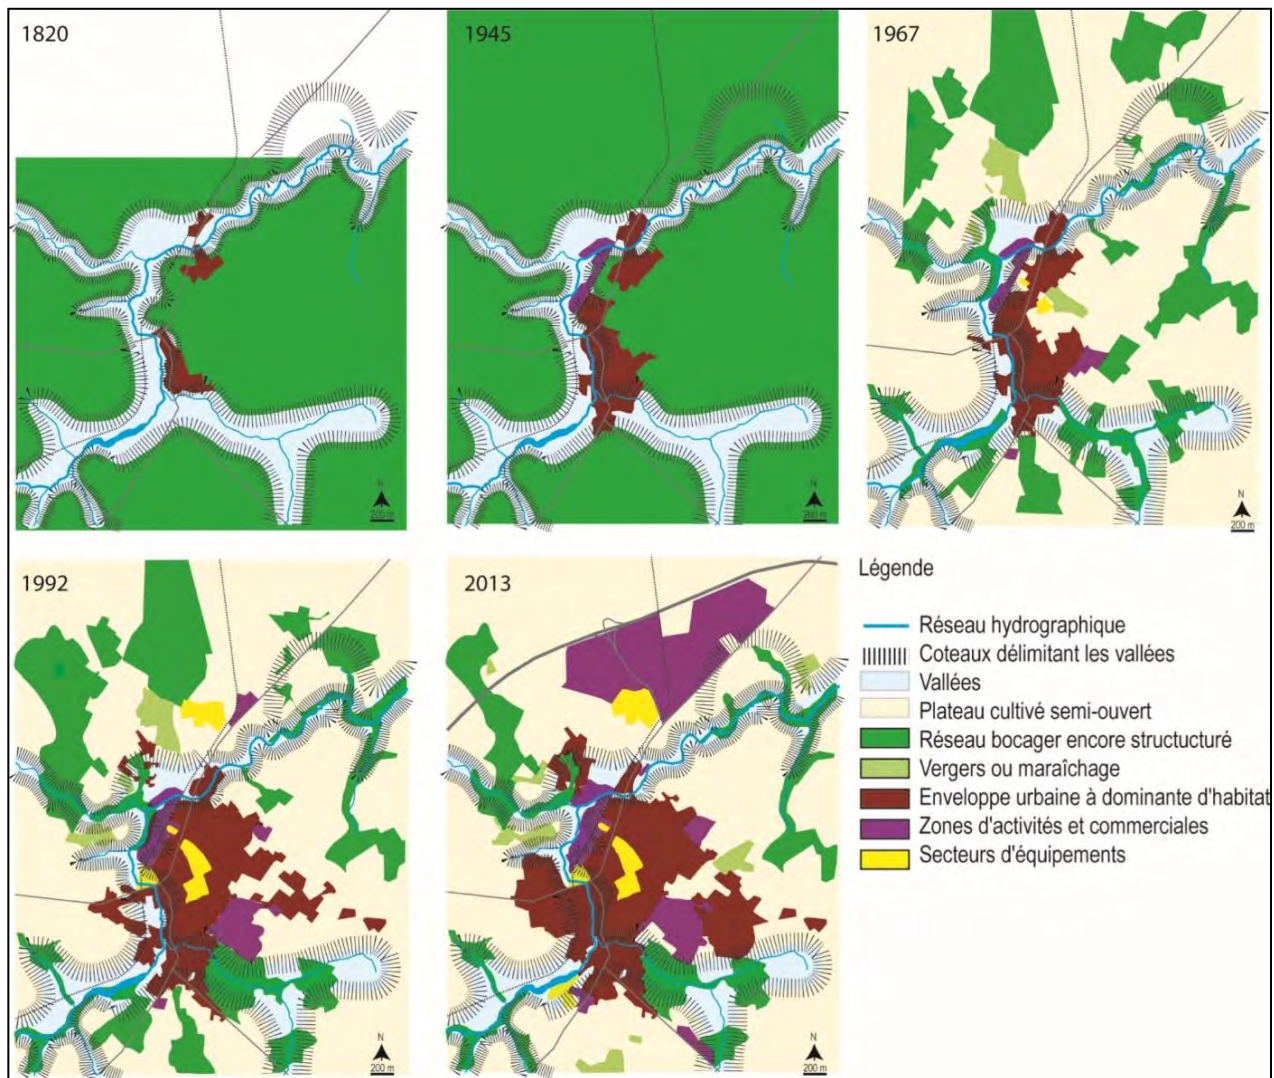 1820
1945
1967
N
200 m
N
200 m
N
200 m
1992
2013
Légende
Réseau hydrographique
Coteaux délimitant les vallées
Vallées
Plateau cultivé semi-ouvert
Réseau bocager encore structucturé
Vergers ou maraîchage
Enveloppe urbaine à dominante d'habitat
Zones d'activités et commerciales
Secteurs d'équipements
N
200 m
N
200 m